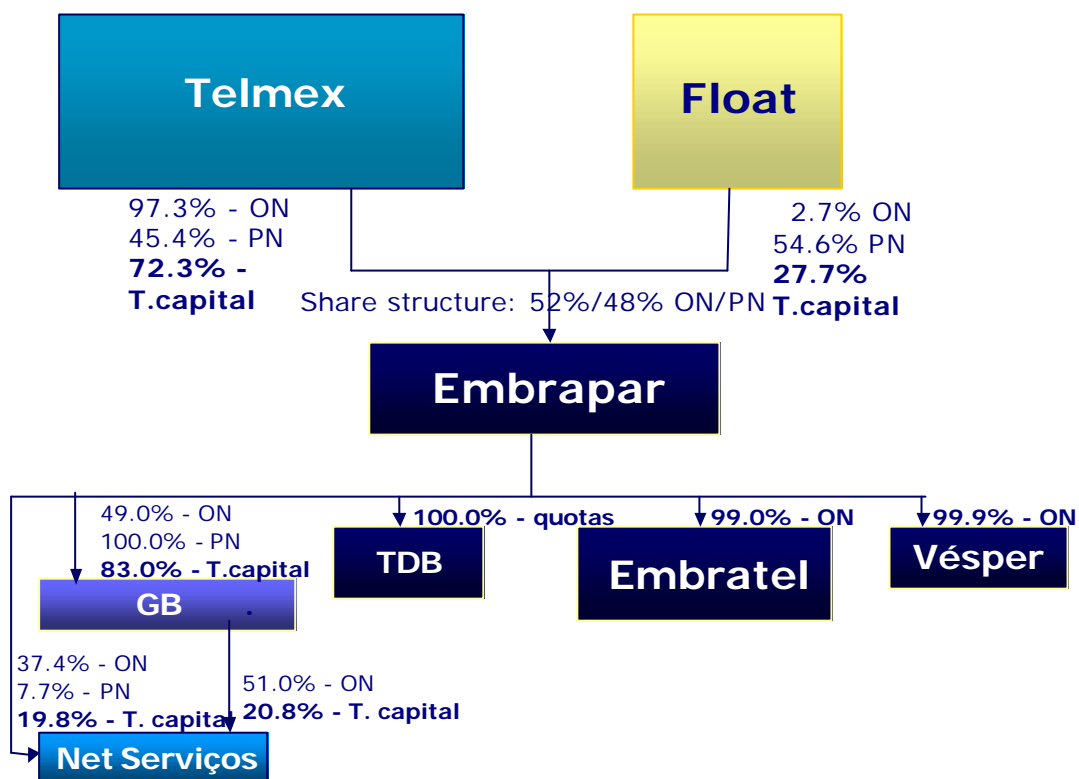 Telmex
Float
97.3% - ON
45.4% - PN
72.3% -
T.capital
2.7% ON
54.6% PN
27.7%
T.capital
Share structure: 52%/48% ON/PN
Embrapar
49.0% - ON
100.0% - PN
83.0% - T.capital
100.0% - quotas
99.0% - ON
99.9% - ON
TDB
Embratel
Vésper
GB .
37.4% - ON
7.7% - PN
19.8% - T. capital
51.0% - ON
20.8% - T. capital
Net Serviços